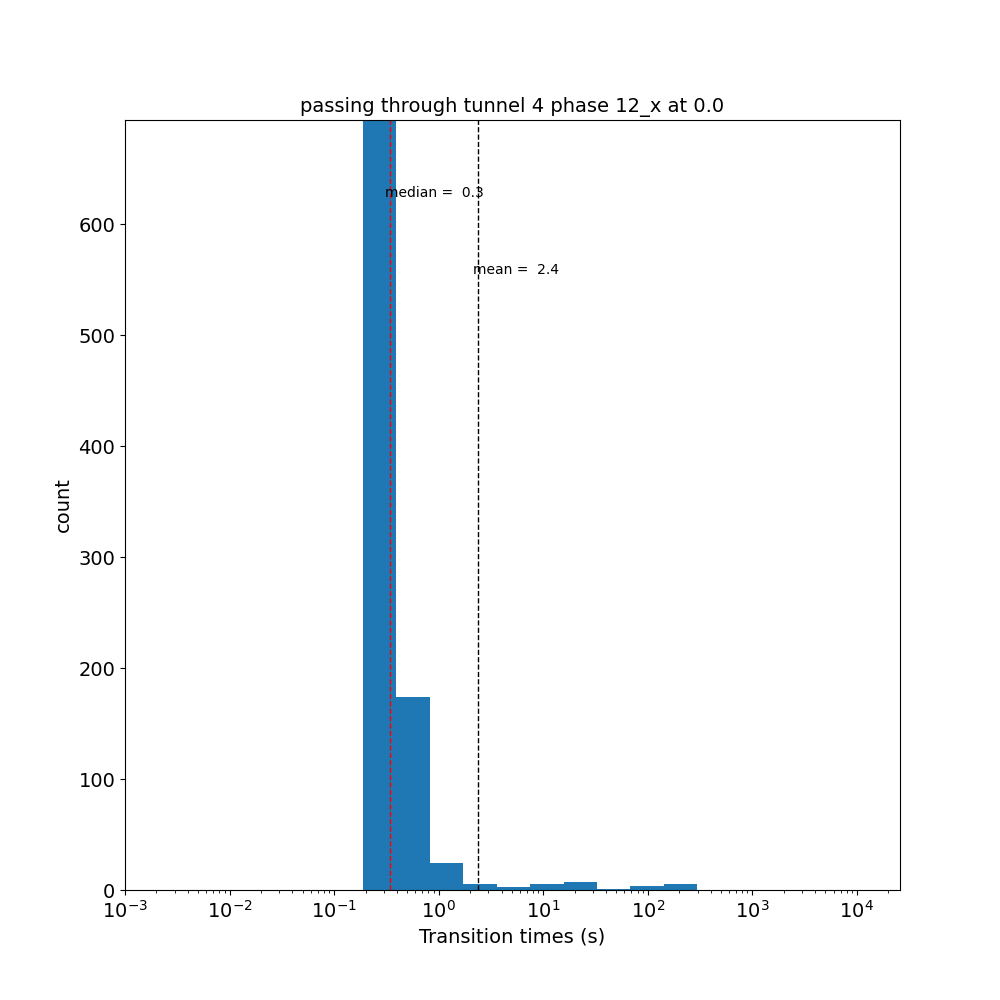 passing through tunnel 4 phase 12_x at 0.0
median =  0.3
mean =  2.4
600
500
400
300
200
100
0
count
10⁻³ 10⁻² 10⁻¹ 10⁰ 10¹ 10² 10³ 10⁴
Transition times (s)